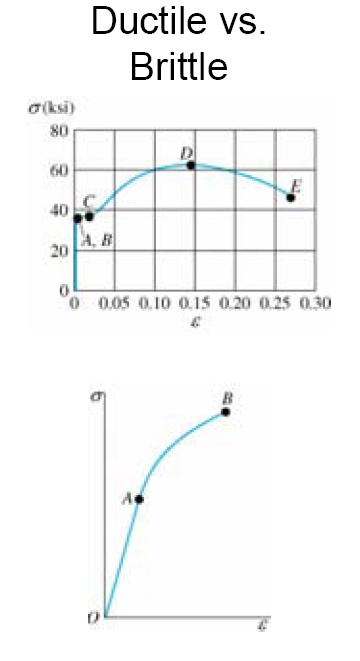 Ductile vs.
Brittle
σ(ksi)
80
D
60
E
C
40
A, B
20
0
0 0.05 0.10 0.15 0.20 0.25 0.30
ε
σ
B
A
O
ε